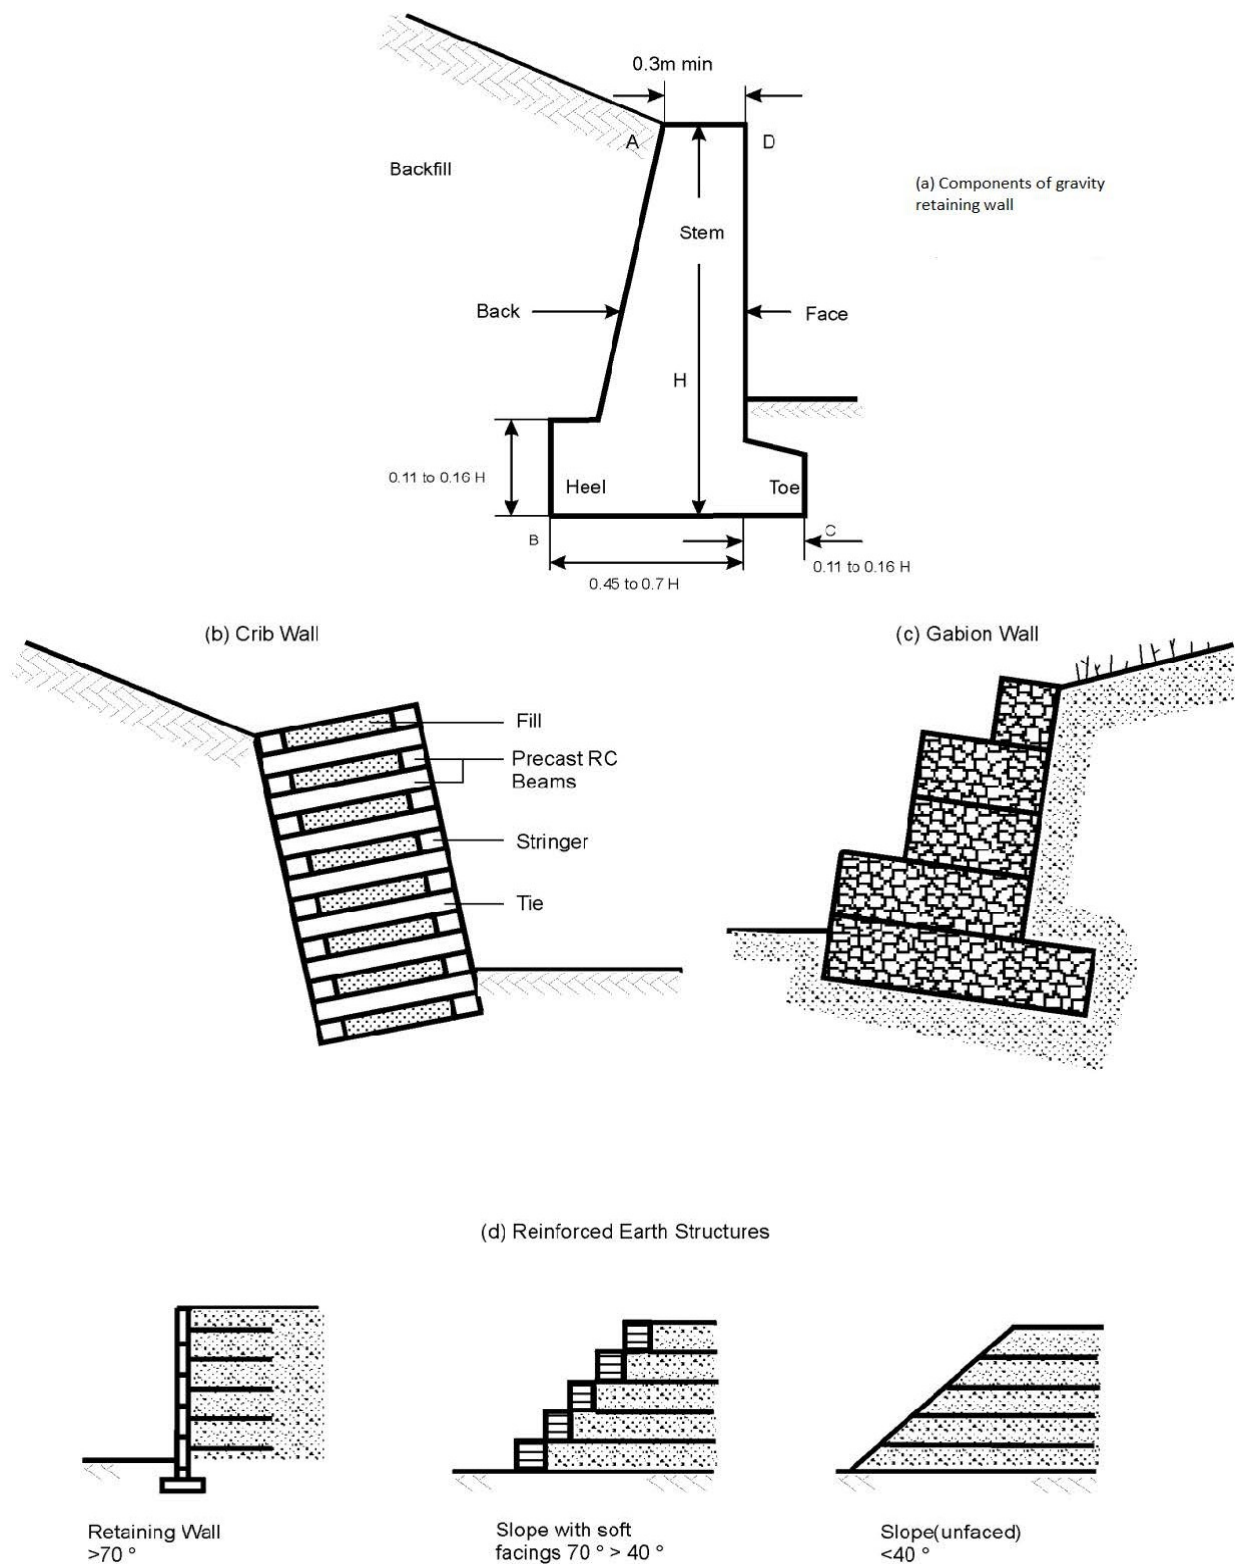 0.3m min
A
D
Backfill
(a) Components of gravity
retaining wall
Stem
Back
Face
H
0.11 to 0.16 H
Heel
Toe
B
C
0.11 to 0.16 H
0.45 to 0.7 H
(b) Crib Wall
(c) Gabion Wall
Fill
Precast RC
Beams
Stringer
Tie
(d) Reinforced Earth Structures
Retaining Wall
>70 °
Slope with soft
facings 70 ° > 40 °
Slope(unfaced)
<40 °